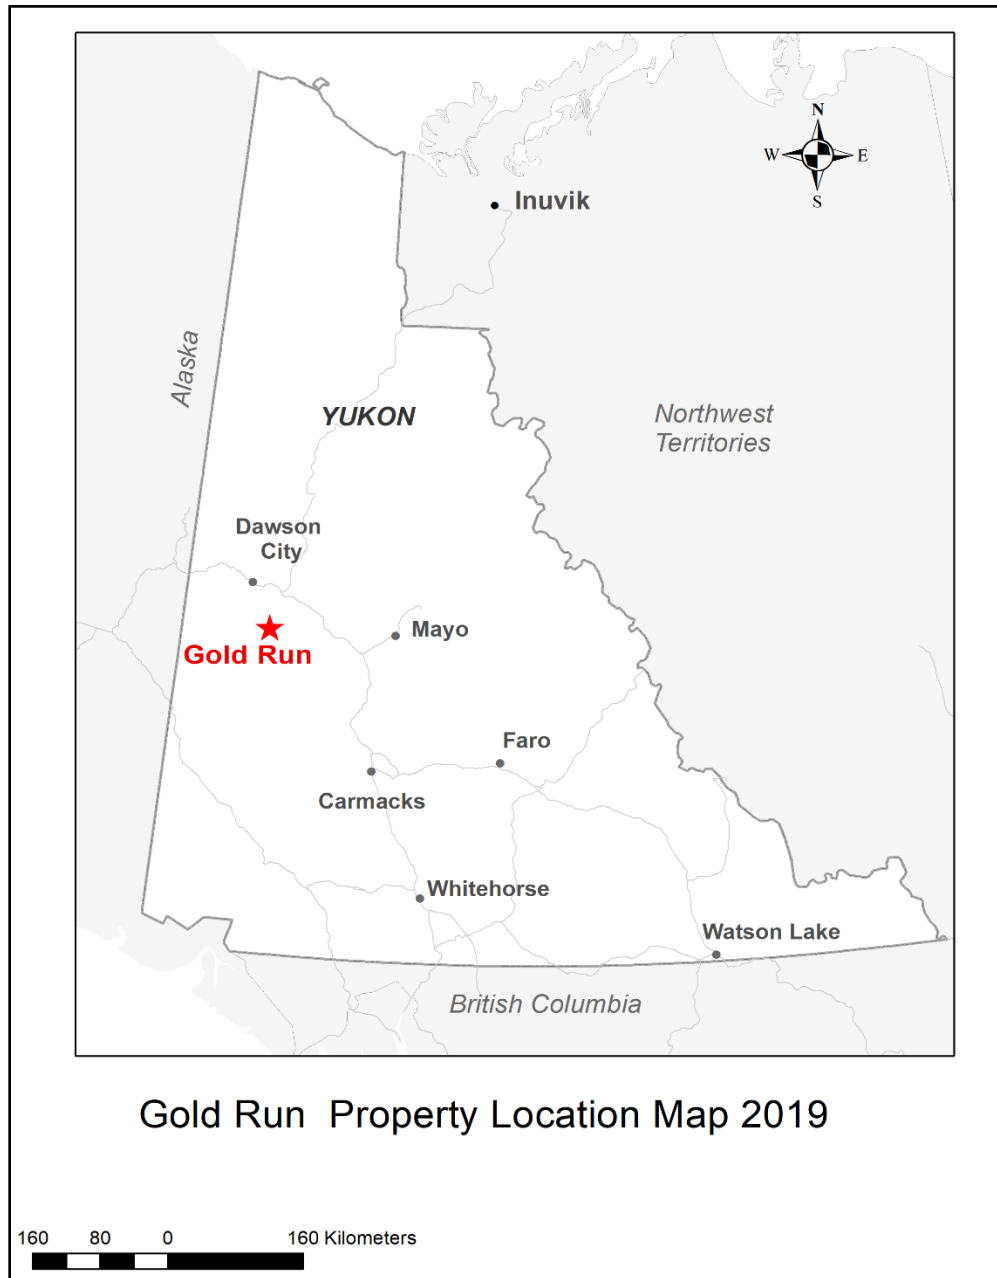 N
W E
S
Inuvik
Alaska
YUKON
Northwest
Territories
Dawson
City
Mayo
Gold Run
Faro
Carmacks
Whitehorse
Watson Lake
British Columbia
Gold Run  Property Location Map 2019
160 80 0 160 Kilometers